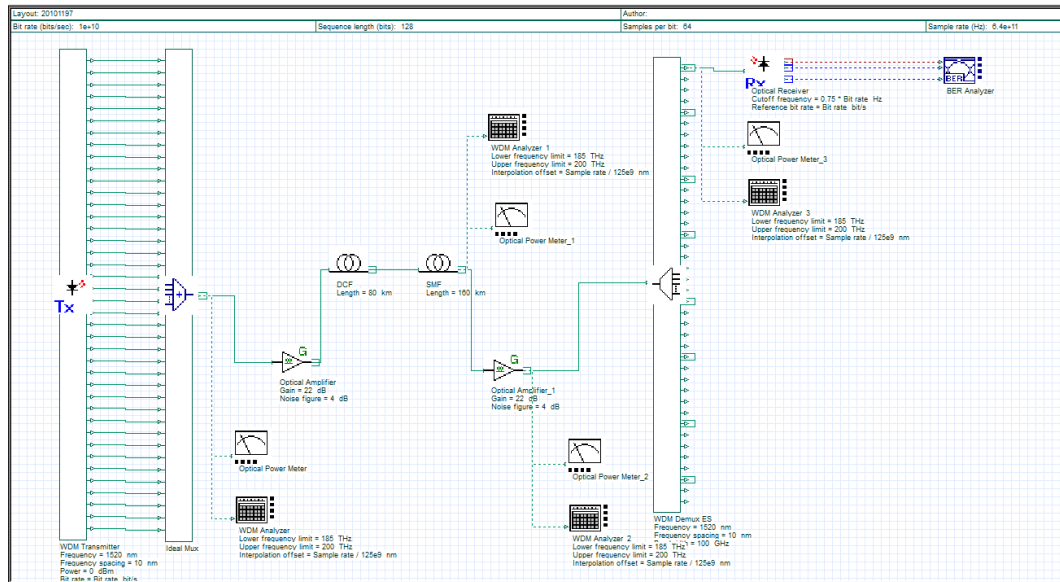 Layout: 20101197
Author:
Bit rate (bits/sec): 1e+10
Sequence length (bits): 128
Samples per bit: 64
Sample rate (Hz): 6.4e+11
Rx
Optical Receiver
Cutoff frequency = 0.75 * Bit rate Hz
Reference bit rate = Bit rate bit/s
BER
BER Analyzer
WDM Analyzer_1
Lower frequency limit = 185 THz
Upper frequency limit = 200 THz
Interpolation offset = Sample rate / 125e9 nm
Optical Power Meter_3
WDM Analyzer 3
Lower frequency limit = 185 THz
Upper frequency limit = 200 THz
Interpolation offset = Sample rate / 125e9 nm
Optical Power Meter_1
DCF
Length = 80 km
SMF
Length = 160 km
Tx
G
Optical Amplifier
Gain = 22 dB
Noise figure = 4 dB
G
Optical Amplifier_1
Gain = 22 dB
Noise figure = 4 dB
Optical Power Meter
Optical Power Meter_2
WDM Analyzer
Lower frequency limit = 185 THz
Upper frequency limit = 200 THz
Interpolation offset = Sample rate / 125e9 nm
WDM Analyzer 2
Lower frequency limit = 185 THz
Upper frequency limit = 200 THz
Interpolation offset = Sample rate / 125e9 nm
WDM Demux ES
Frequency = 1520 nm
Frequency spacing = 10 nm
= 100 GHz
WDM Transmitter
Frequency = 1520 nm
Frequency spacing = 10 nm
Power = 0 dBm
Bit rate = Bit rate bit/s
Ideal Mux